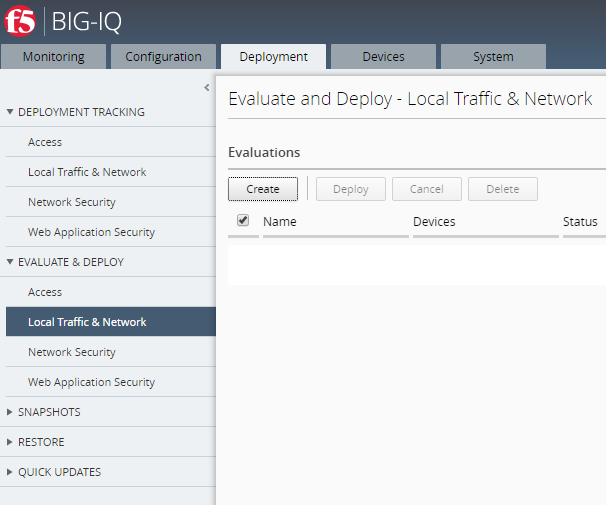 f5 BIG-IQ
Monitoring Configuration Deployment Devices System
DEPLOYMENT TRACKING
Access
Local Traffic & Network
Network Security
Web Application Security
EVALUATE & DEPLOY
Access
Local Traffic & Network
Network Security
Web Application Security
SNAPSHOTS
RESTORE
QUICK UPDATES
Evaluate and Deploy - Local Traffic & Network
Evaluations
Create Deploy Cancel Delete
Name Devices Status